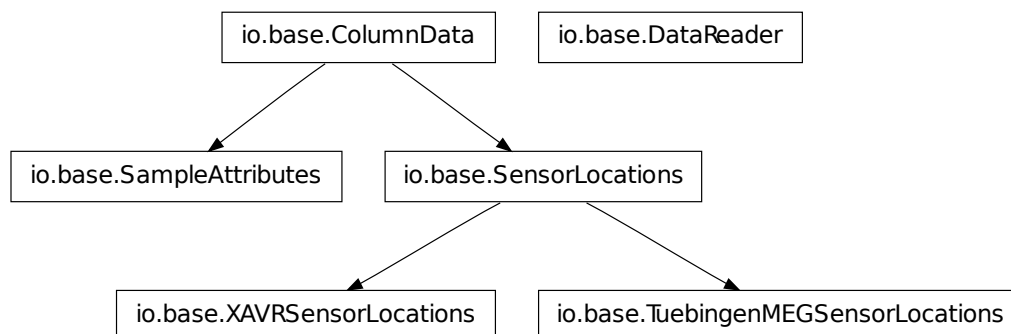 io.base.ColumnData
io.base.DataReader
io.base.SampleAttributes
io.base.SensorLocations
io.base.XAVRSensorLocations
io.base.TuebingenMEGSensorLocations